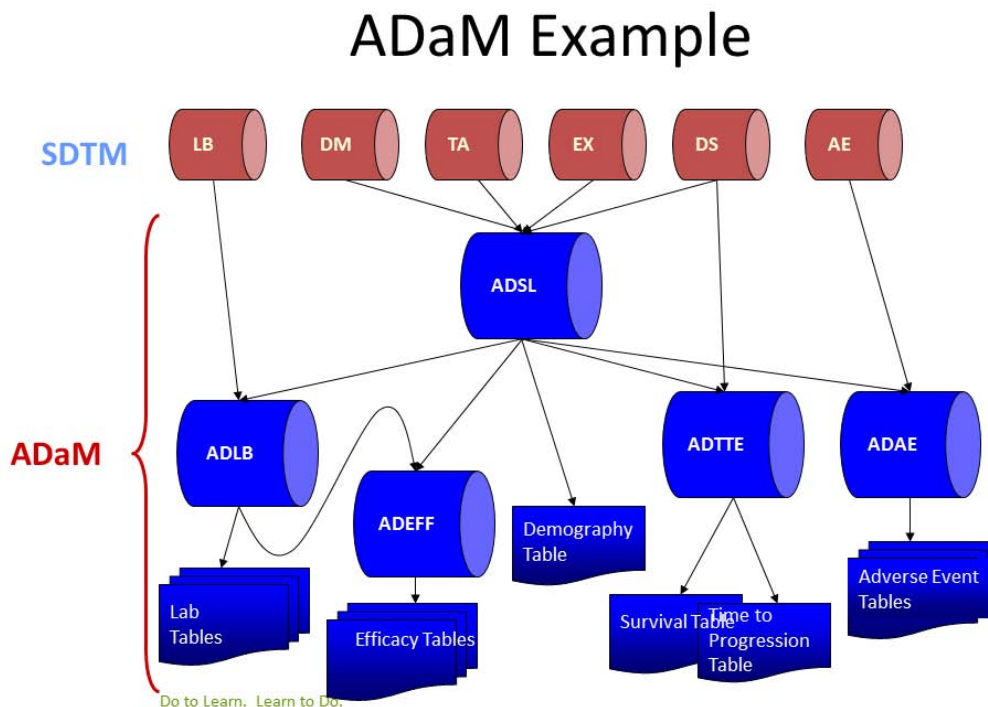 ADaM Example
SDTM
LB
DM
TA
EX
DS
AE
ADSL
ADaM
ADLB
ADEFF
ADTTE
ADAE
Demography
Table
Lab
Tables
Efficacy Tables
Survival Table
Time to
Progression
Table
Adverse Event
Tables
Do to Learn.  Learn to Do.